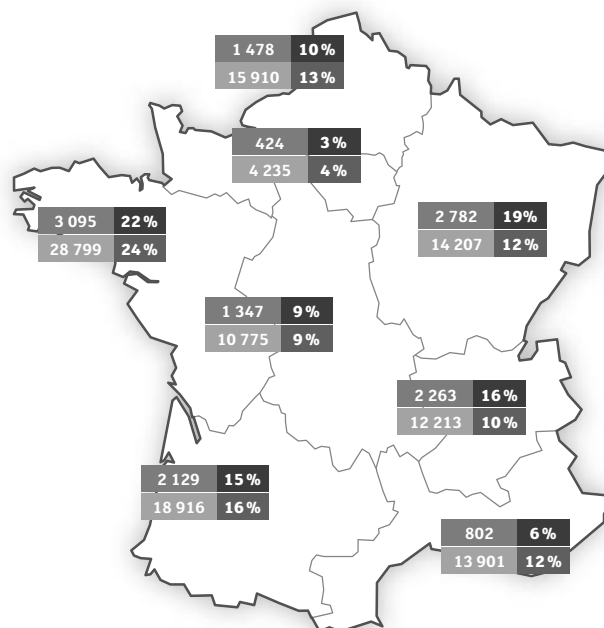 1 478 10 %
15 910 13 %
424 3 %
4 235 4 %
3 095 22 %
28 799 24 %
2 782 19 %
14 207 12 %
1 347 9 %
10 775 9 %
2 263 16 %
12 213 10 %
2 129 15 %
18 916 16 %
802 6 %
13 901 12 %